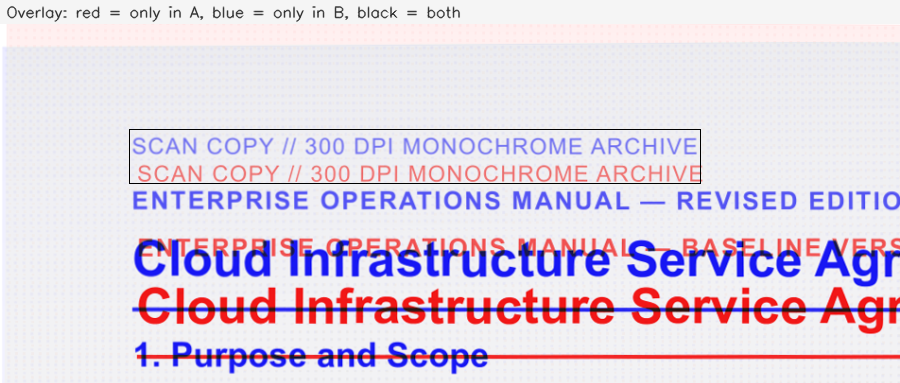 Overlay: red = only in A, blue = only in B, black = both
SCAN COPY // 300 DPI MONOCHROME ARCHIVE
SCAN COPY // 300 DPI MONOCHROME ARCHIVE
ENTERPRISE OPERATIONS MANUAL — REVISED EDITIO
ENTERPRISE OPERATIONS MANUAL — BASELINE VERS
Cloud Infrastructure Service Agr
Cloud Infrastructure Service Agr
1. Purpose and Scope